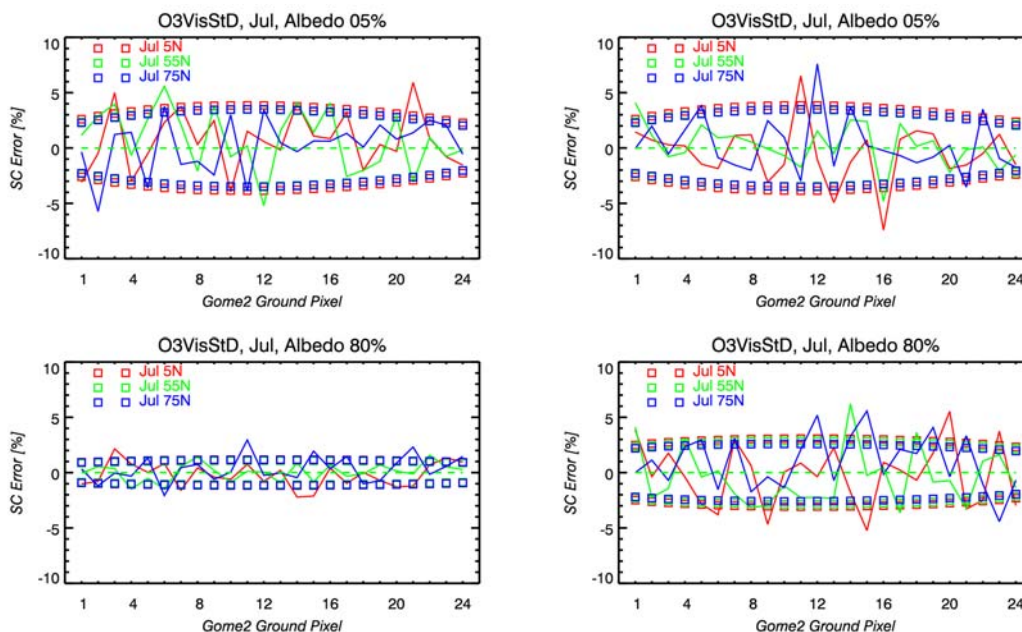 O3VisStD, Jul, Albedo 05%
10
5
0
-5
-10
SC Error [%]
Jul 5N
Jul 55N
Jul 75N
1 4 8 12 16 20 24
Gome2 Ground Pixel
O3VisStD, Jul, Albedo 05%
10
5
0
-5
-10
SC Error [%]
Jul 5N
Jul 55N
Jul 75N
1 4 8 12 16 20 24
Gome2 Ground Pixel
O3VisStD, Jul, Albedo 80%
10
5
0
-5
-10
SC Error [%]
Jul 5N
Jul 55N
Jul 75N
1 4 8 12 16 20 24
Gome2 Ground Pixel
O3VisStD, Jul, Albedo 80%
10
5
0
-5
-10
SC Error [%]
Jul 5N
Jul 55N
Jul 75N
1 4 8 12 16 20 24
Gome2 Ground Pixel